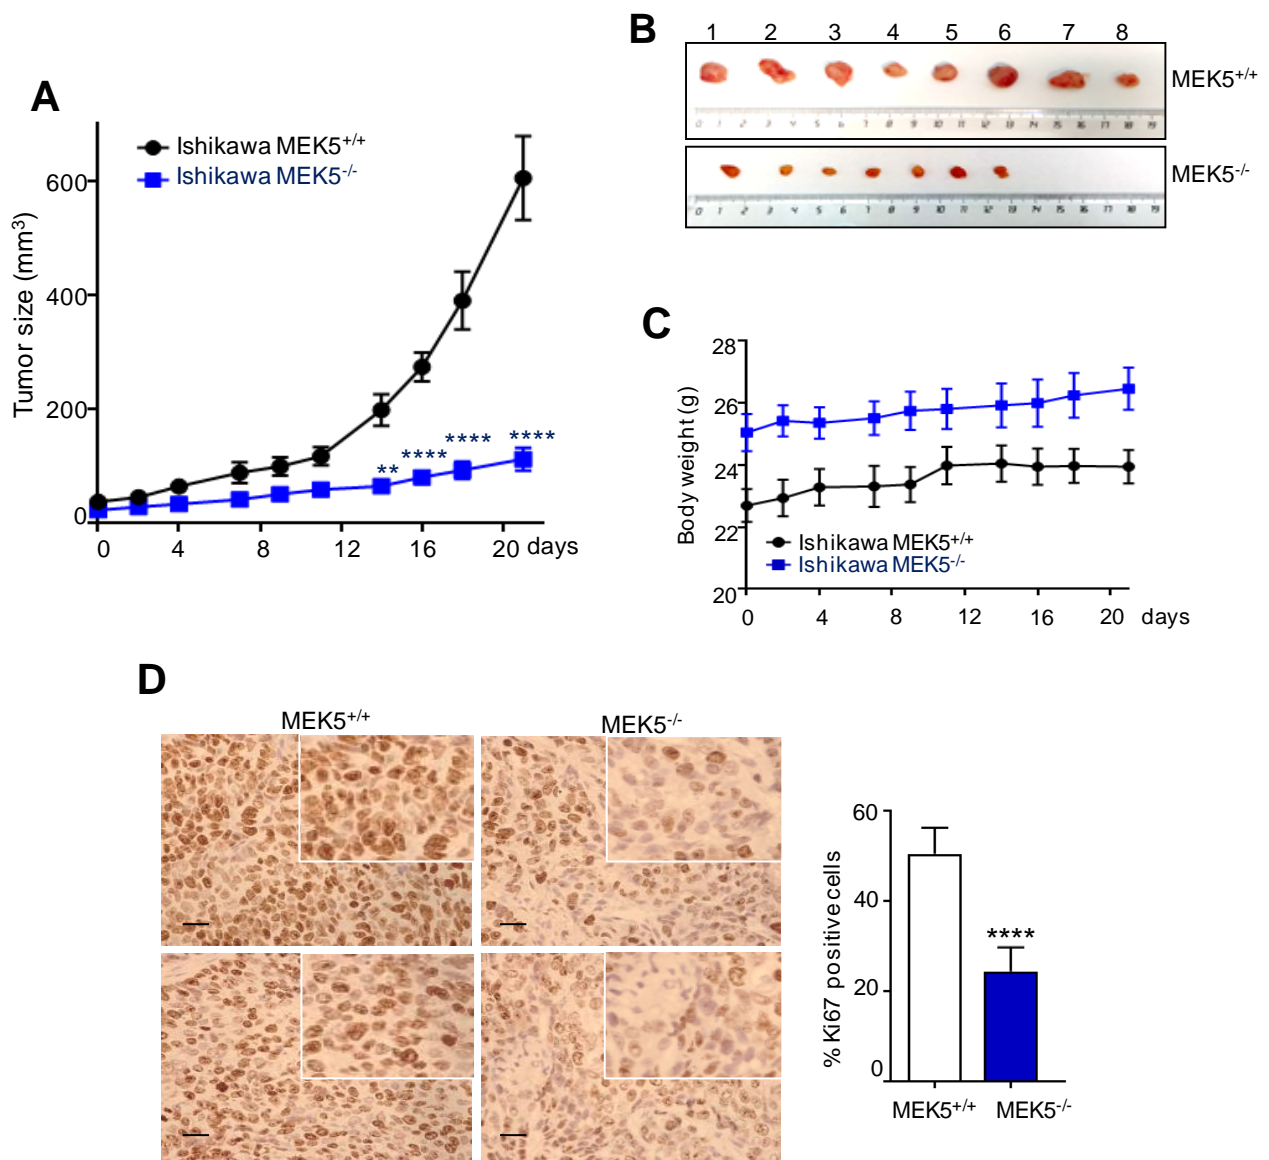 A
Ishikawa MEK5+/+
Ishikawa MEK5-/-
Tumor size (mm3)
600
400
200
0
0 4 8 12 16 20 days
**
****
****
****
B
1 2 3 4 5 6 7 8
MEK5+/+
MEK5-/-
C
Body weight (g)
28
26
24
22
20
Ishikawa MEK5+/+
Ishikawa MEK5-/-
0 4 8 12 16 20 days
D
MEK5+/+ MEK5-/-
% Ki67 positive cells
60
40
20
0
****
MEK5+/+ MEK5-/-